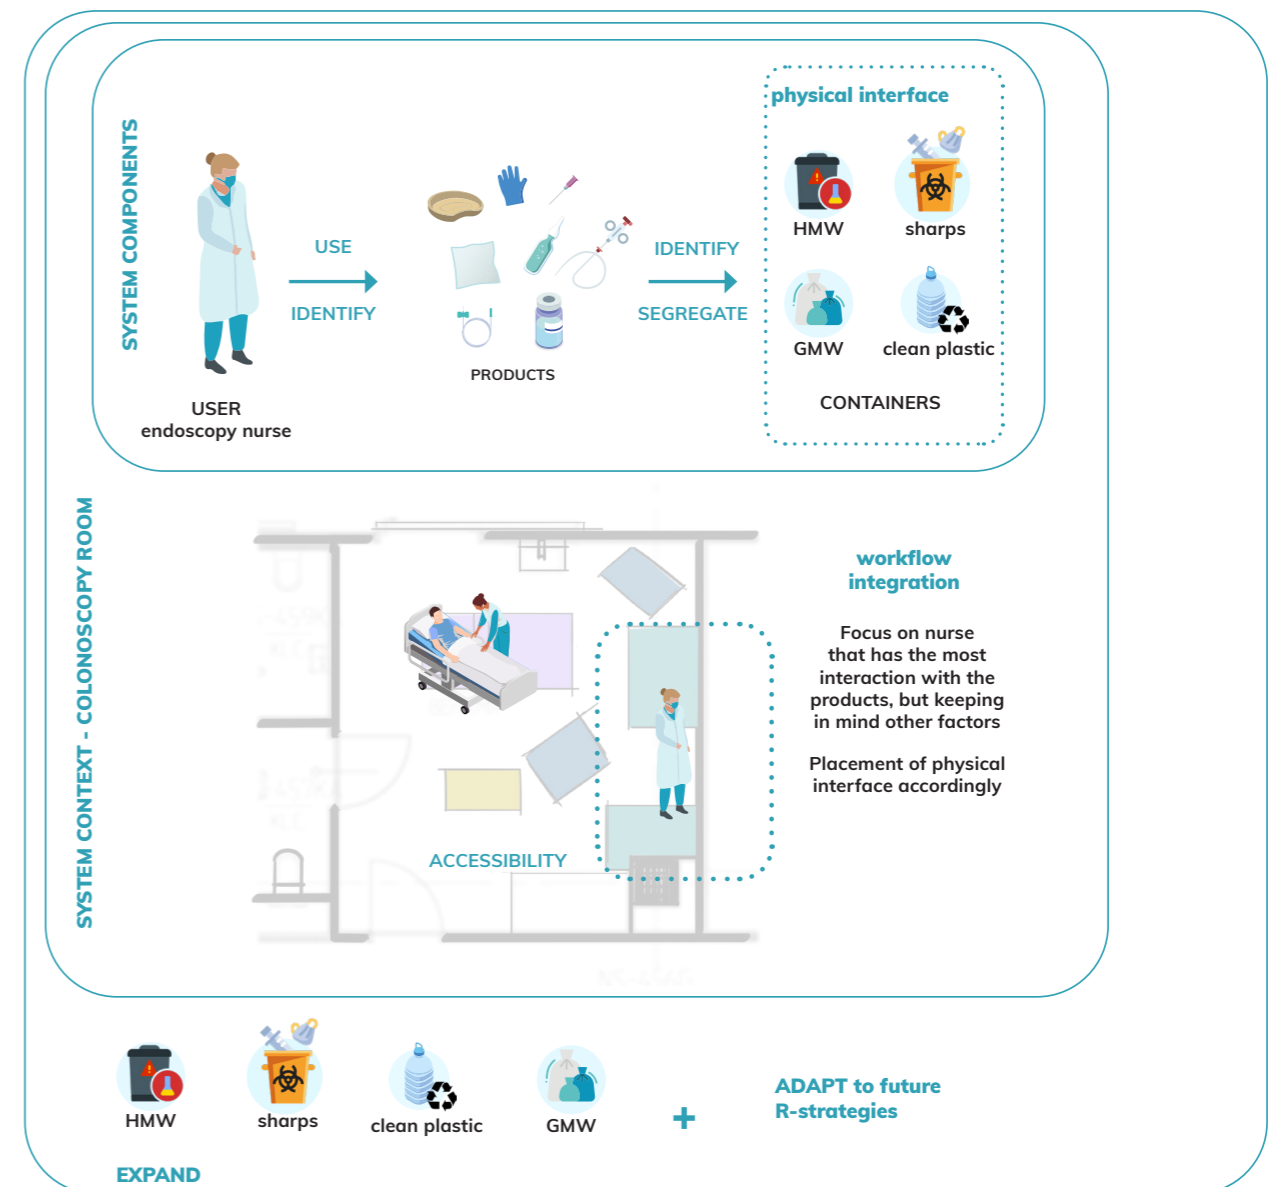 SYSTEM COMPONENTS
physical interface
USE
IDENTIFY
IDENTIFY
SEGREGATE
HMW
sharps
GMW
clean plastic
PRODUCTS
CONTAINERS
USER
endoscopy nurse
SYSTEM CONTEXT - COLONOSCOPY ROOM
workflow
integration
Focus on nurse
that has the most
interaction with the
products, but keeping
in mind other factors
Placement of physical
interface accordingly
ACCESSIBILITY
HMW
sharps
clean plastic
GMW
+
ADAPT to future
R-strategies
EXPAND